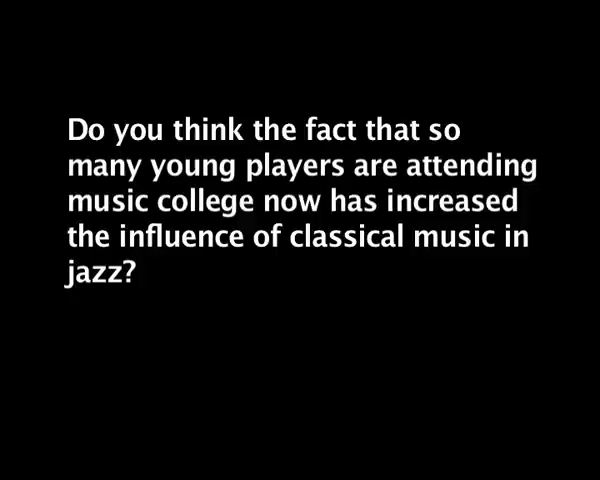 Do you think the fact that so
many young players are attending
music college now has increased
the influence of classical music in
jazz?